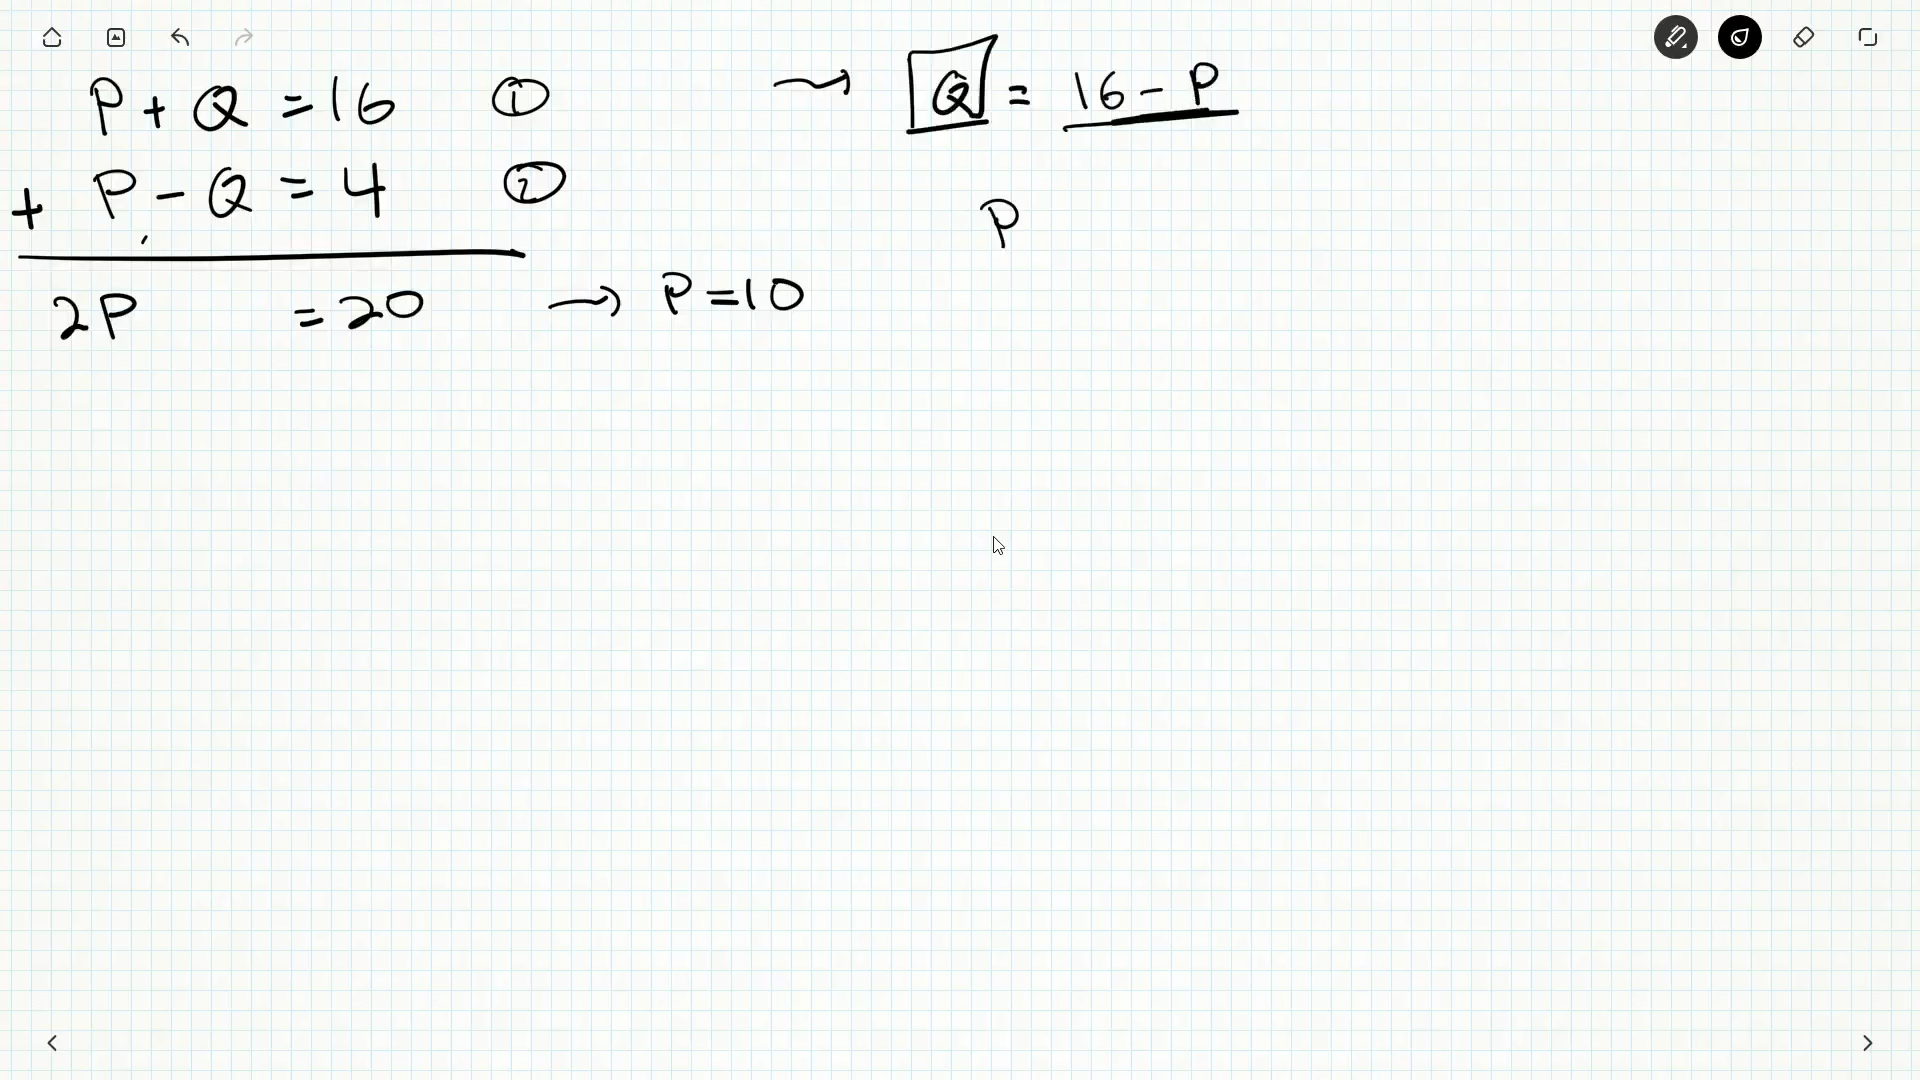 P + Q = 16 ①
→ Q = 16 - P
+ P - Q = 4 ②
P
2P = 20 → P = 10